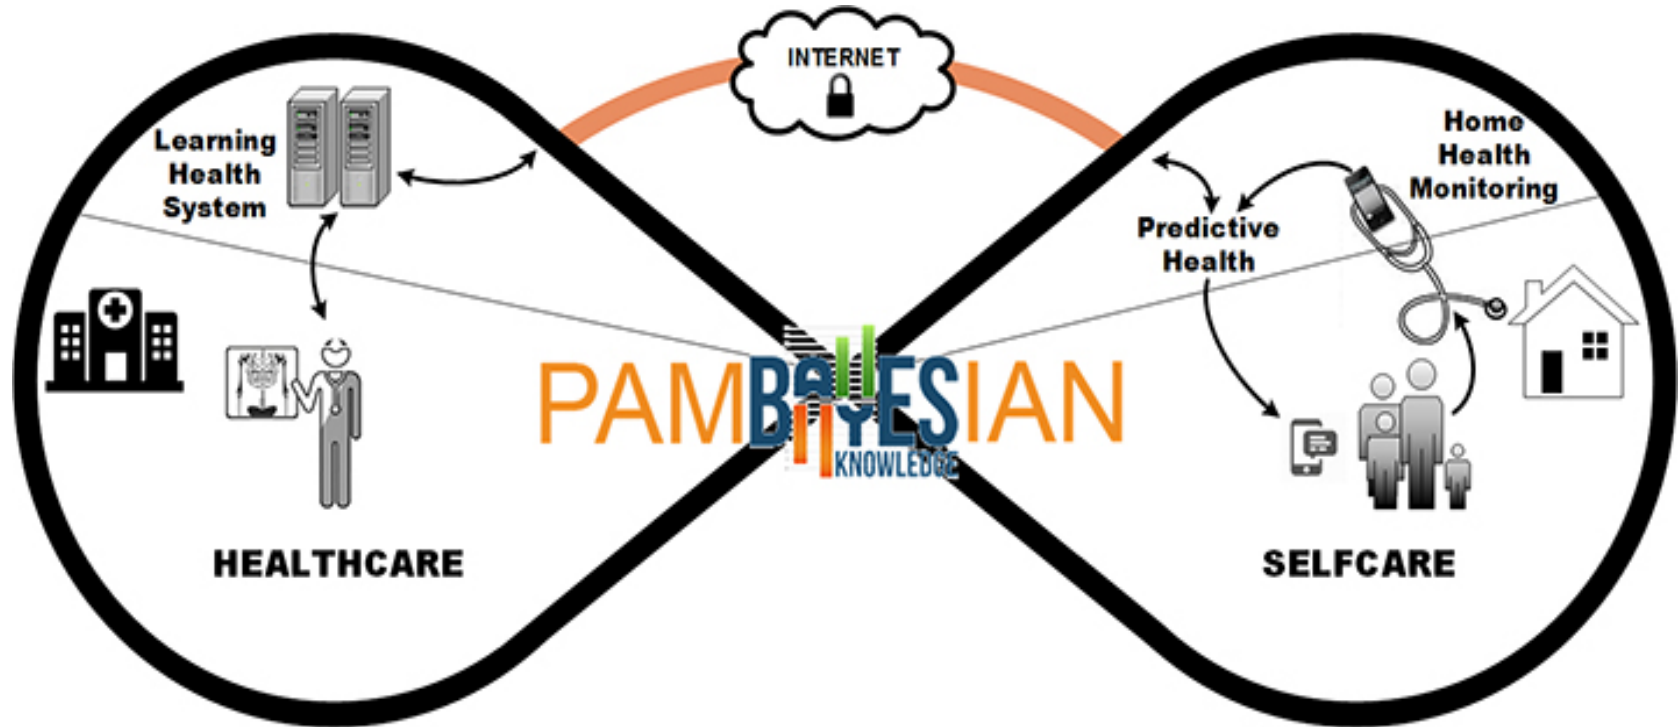 INTERNET
Learning
Health
System
Home
Health
Monitoring
Predictive
Health
PAMBAYESIAN
KNOWLEDGE
HEALTHCARE
SELFCARE